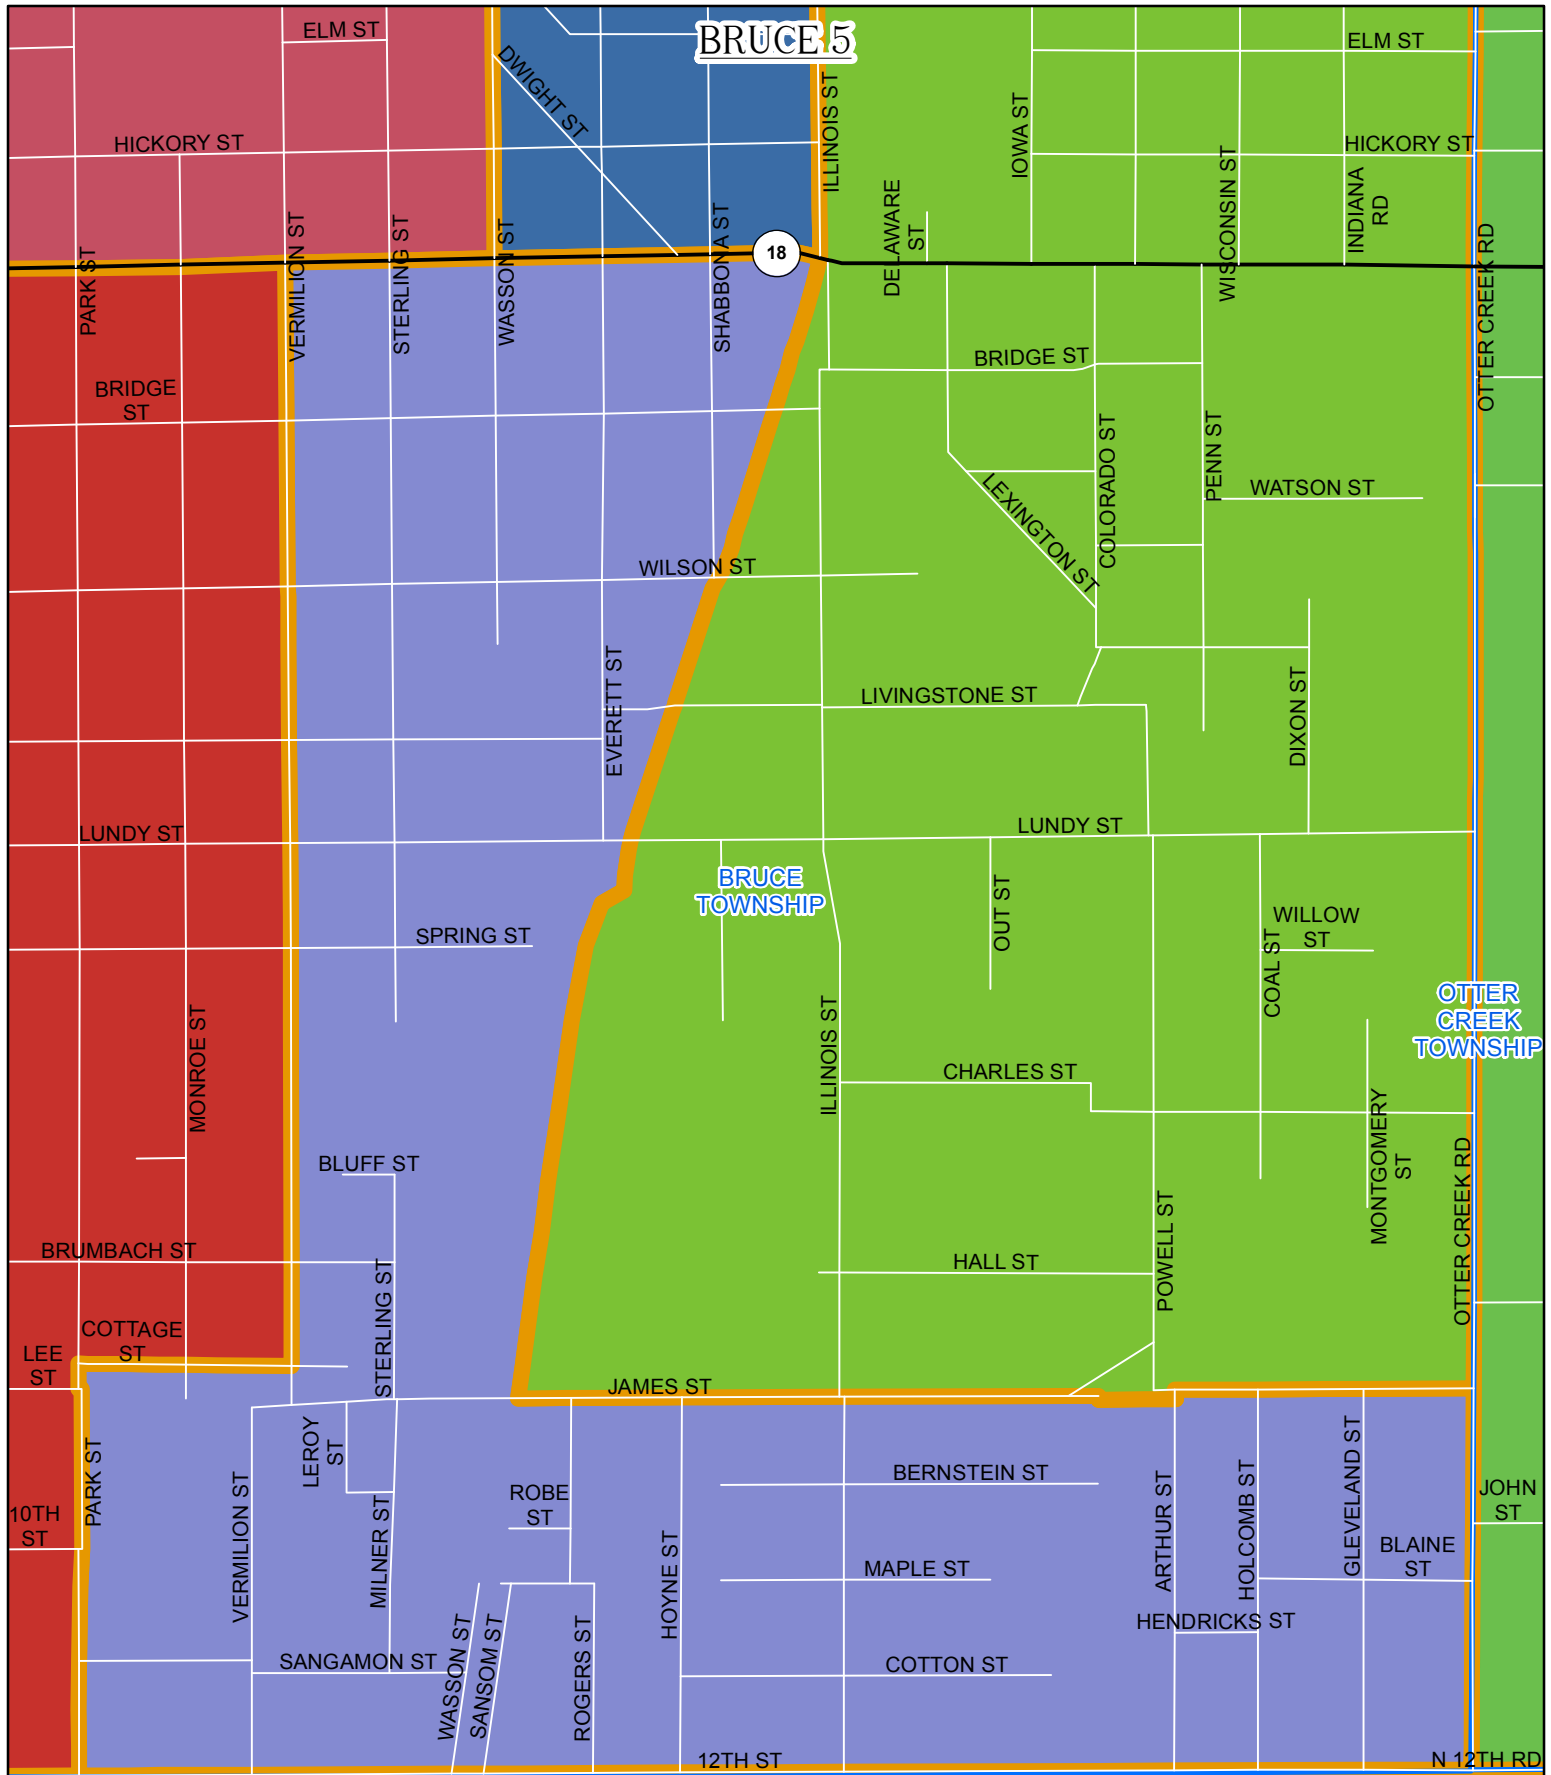 BRUCE 5
ELM ST
ELM ST
DWIGHT ST
ILLINOIS ST
IOWA ST
HICKORY ST
HICKORY ST
WISCONSIN ST
INDIANA
RD
DELAWARE
ST
PARK ST
VERMILION ST
STERLING ST
WASSON ST
SHABBONA ST
18
OTTER CREEK RD
BRIDGE
ST
BRIDGE ST
COLORADO ST
PENN ST
WATSON ST
LEXINGTON ST
WILSON ST
EVERETT ST
LIVINGSTONE ST
DIXON ST
LUNDY ST
LUNDY ST
BRUCE
TOWNSHIP
OUT ST
WILLOW
ST
COAL ST
SPRING ST
OTTER
CREEK
TOWNSHIP
MONROE ST
ILLINOIS ST
CHARLES ST
MONTGOMERY
ST
BLUFF ST
OTTER CREEK RD
POWELL ST
BRUMBACH ST
HALL ST
STERLING ST
COTTAGE
ST
LEE
ST
JAMES ST
LEROY
ST
PARK ST
VERMILION ST
MILNER ST
ROBE
ST
HOYNE ST
BERNSTEIN ST
ARTHUR ST
HOLCOMB ST
GLEVELAND ST
JOHN
ST
10TH
ST
BLAINE
ST
MAPLE ST
HENDRICKS ST
WASSON ST
SANSOM ST
ROGERS ST
SANGAMON ST
COTTON ST
12TH ST
N 12TH RD